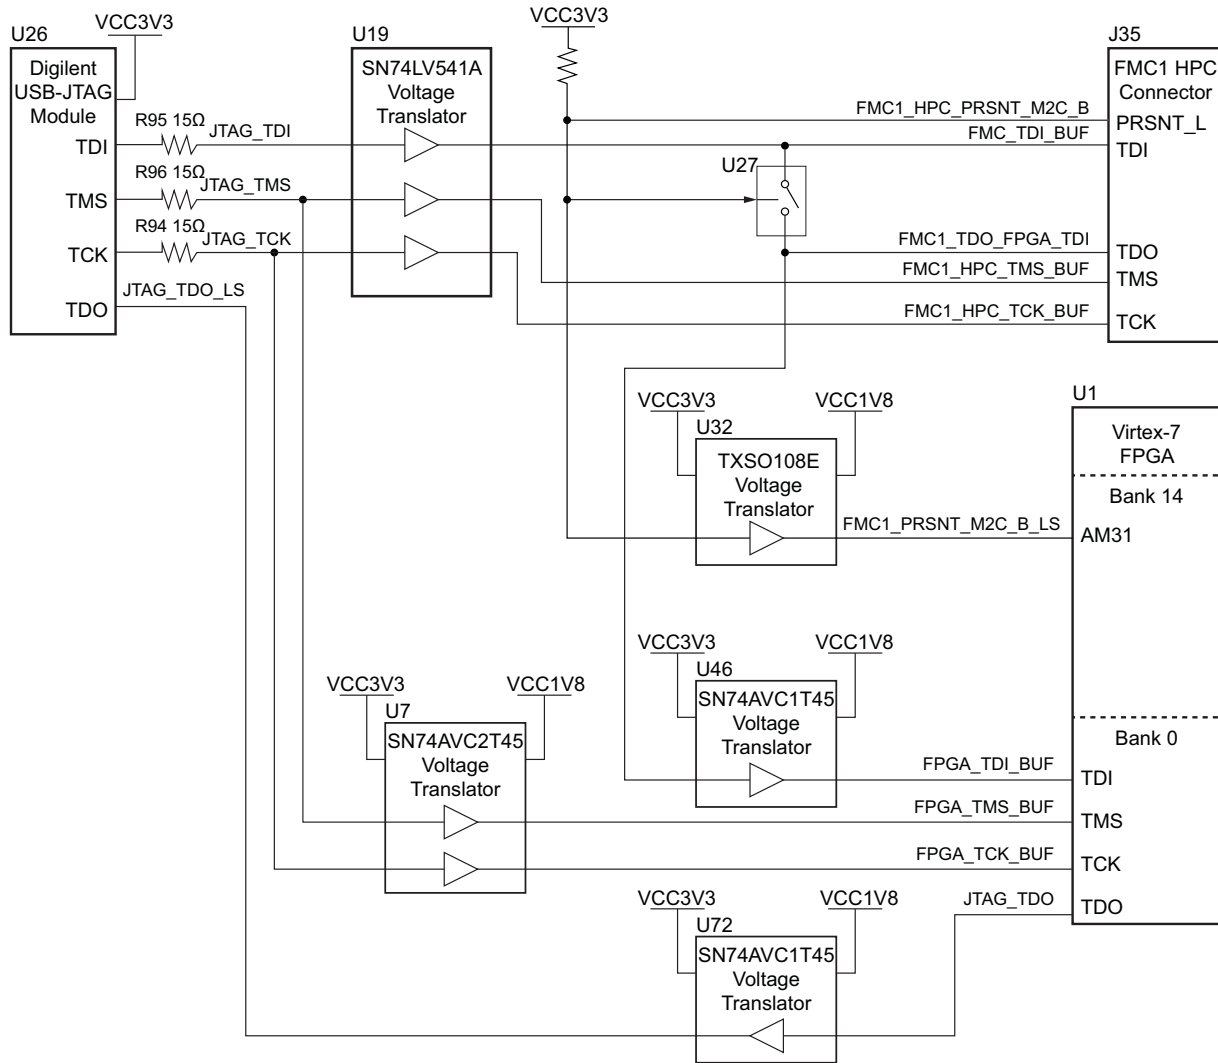 U26
VCC3V3
Digilent
USB-JTAG
Module
TDI
TMS
TCK
TDO
R95 15Ω
JTAG_TDI
R96 15Ω
JTAG_TMS
R94 15Ω
JTAG_TCK
JTAG_TDO_LS
U19
SN74LV541A
Voltage
Translator
VCC3V3
U27
J35
FMC1 HPC
Connector
FMC1_HPC_PRSNT_M2C_B
PRSNT_L
FMC_TDI_BUF
TDI
FMC1_TDO_FPGA_TDI
TDO
FMC1_HPC_TMS_BUF
TMS
FMC1_HPC_TCK_BUF
TCK
VCC3V3
VCC1V8
U32
TXSO108E
Voltage
Translator
FMC1_PRSNT_M2C_B_LS
U1
Virtex-7
FPGA
Bank 14
AM31
VCC3V3
VCC1V8
U46
SN74AVC1T45
Voltage
Translator
Bank 0
FPGA_TDI_BUF
TDI
VCC3V3
VCC1V8
U7
SN74AVC2T45
Voltage
Translator
FPGA_TMS_BUF
TMS
FPGA_TCK_BUF
TCK
JTAG_TDO
TDO
VCC3V3
VCC1V8
U72
SN74AVC1T45
Voltage
Translator